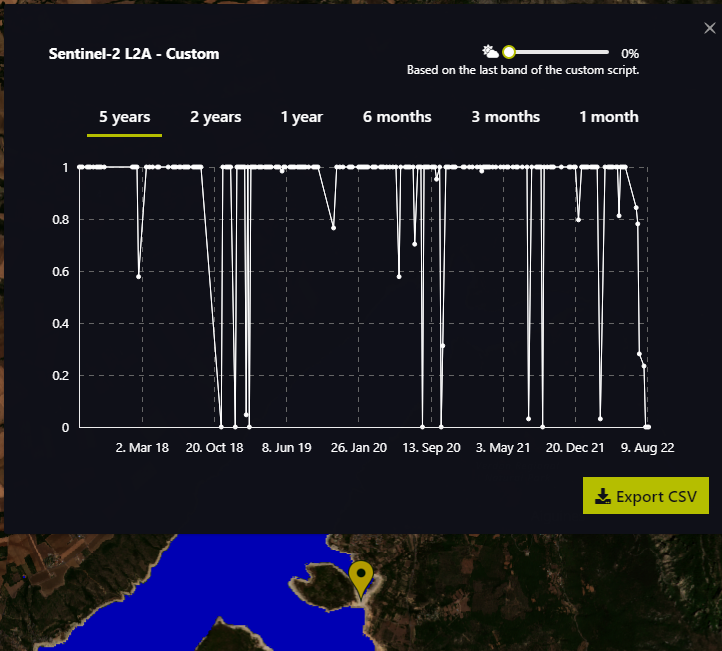 Sentinel-2 L2A - Custom
0%
Based on the last band of the custom script.
5 years 2 years 1 year 6 months 3 months 1 month
1
0.8
0.6
0.4
0.2
0
2. Mar 18 20. Oct 18 8. Jun 19 26. Jan 20 13. Sep 20 3. May 21 20. Dec 21 9. Aug 22
Export CSV